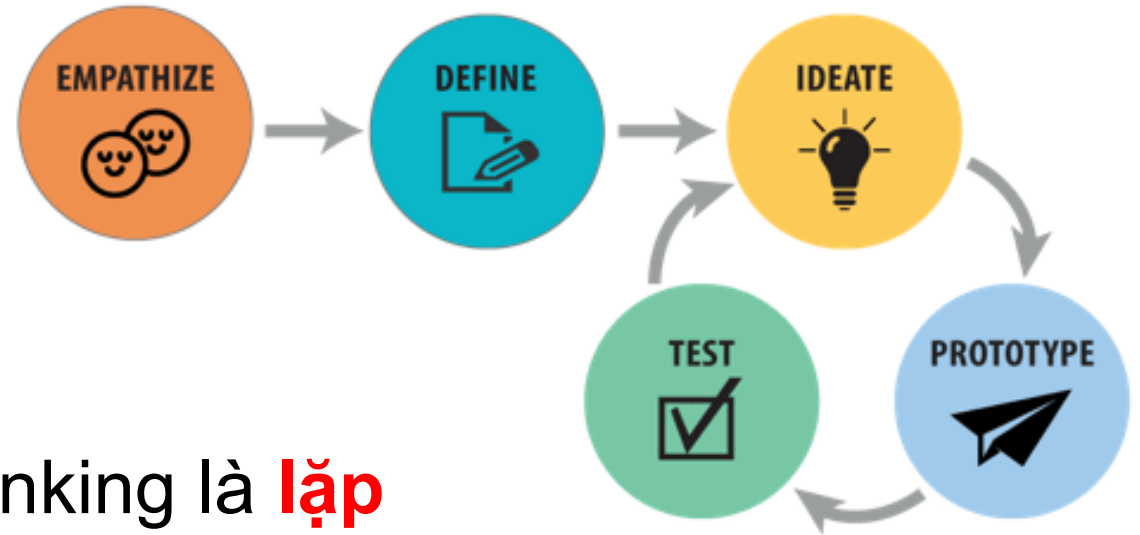 EMPATHIZE
DEFINE
IDEATE
TEST
PROTOTYPE
nking là lặp